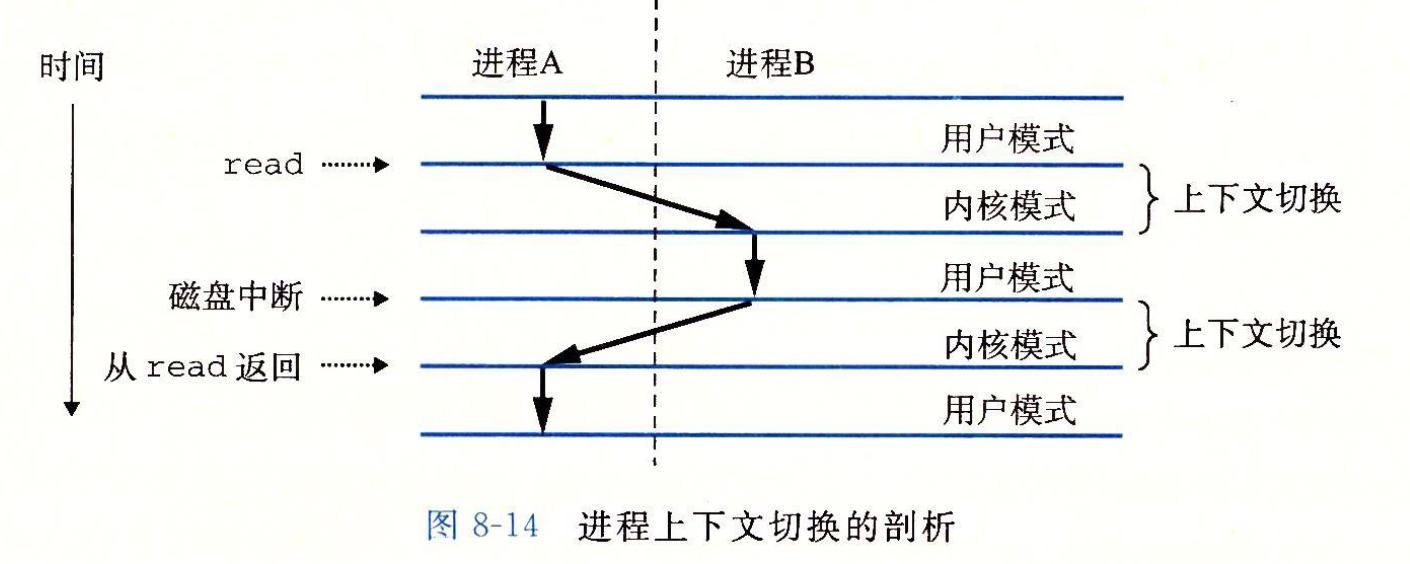 时间
进程A 进程B
用户模式
read
内核模式 上下文切换
用户模式
磁盘中断
内核模式 上下文切换
从 read 返回
用户模式
图 8-14 进程上下文切换的剖析